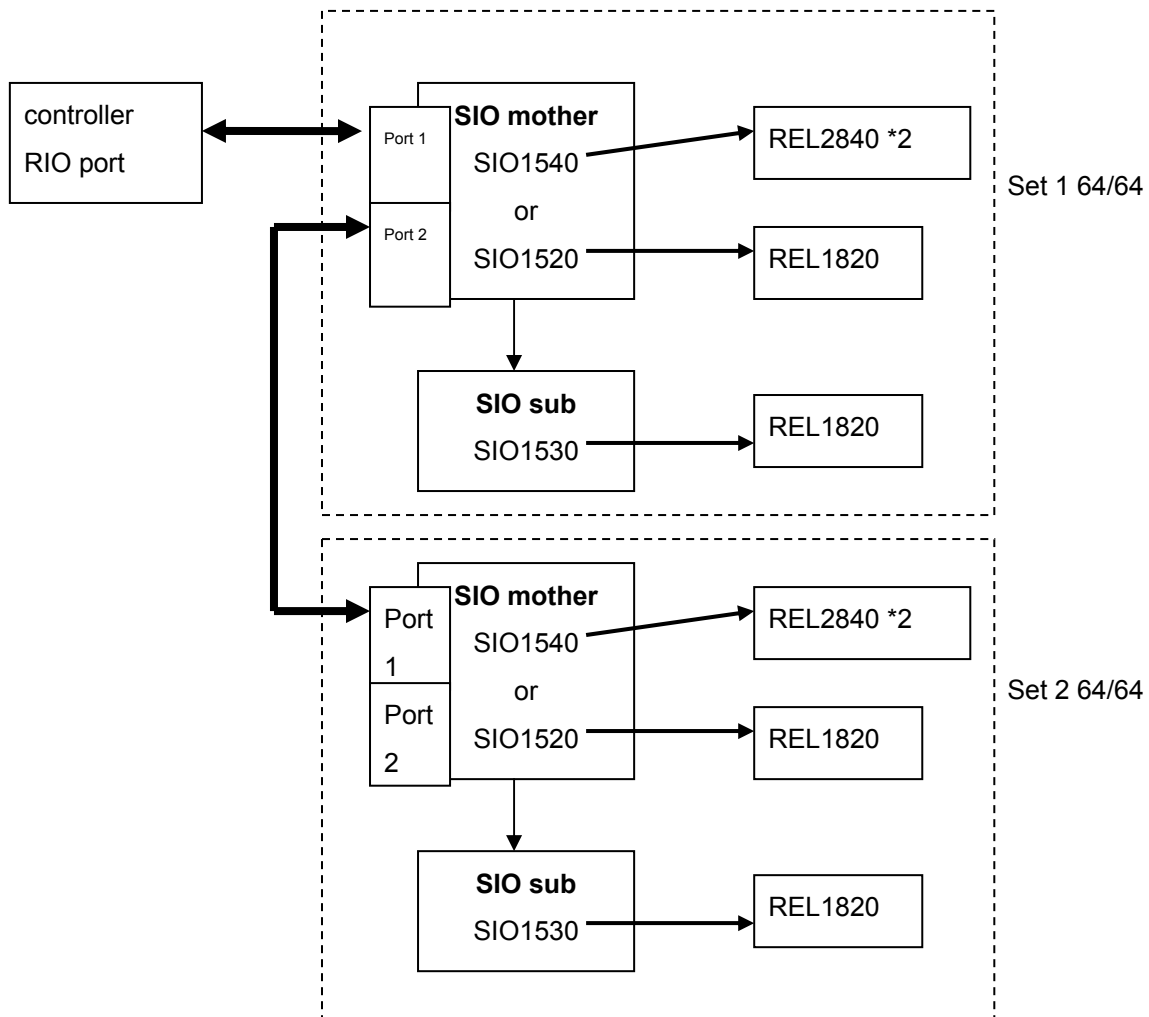 controller
RIO port
Port 1
Port 2
SIO mother
SIO1540
or
SIO1520
REL2840 *2
REL1820
Set 1 64/64
SIO sub
SIO1530
REL1820
Port
1
Port
2
SIO mother
SIO1540
or
SIO1520
REL2840 *2
REL1820
Set 2 64/64
SIO sub
SIO1530
REL1820